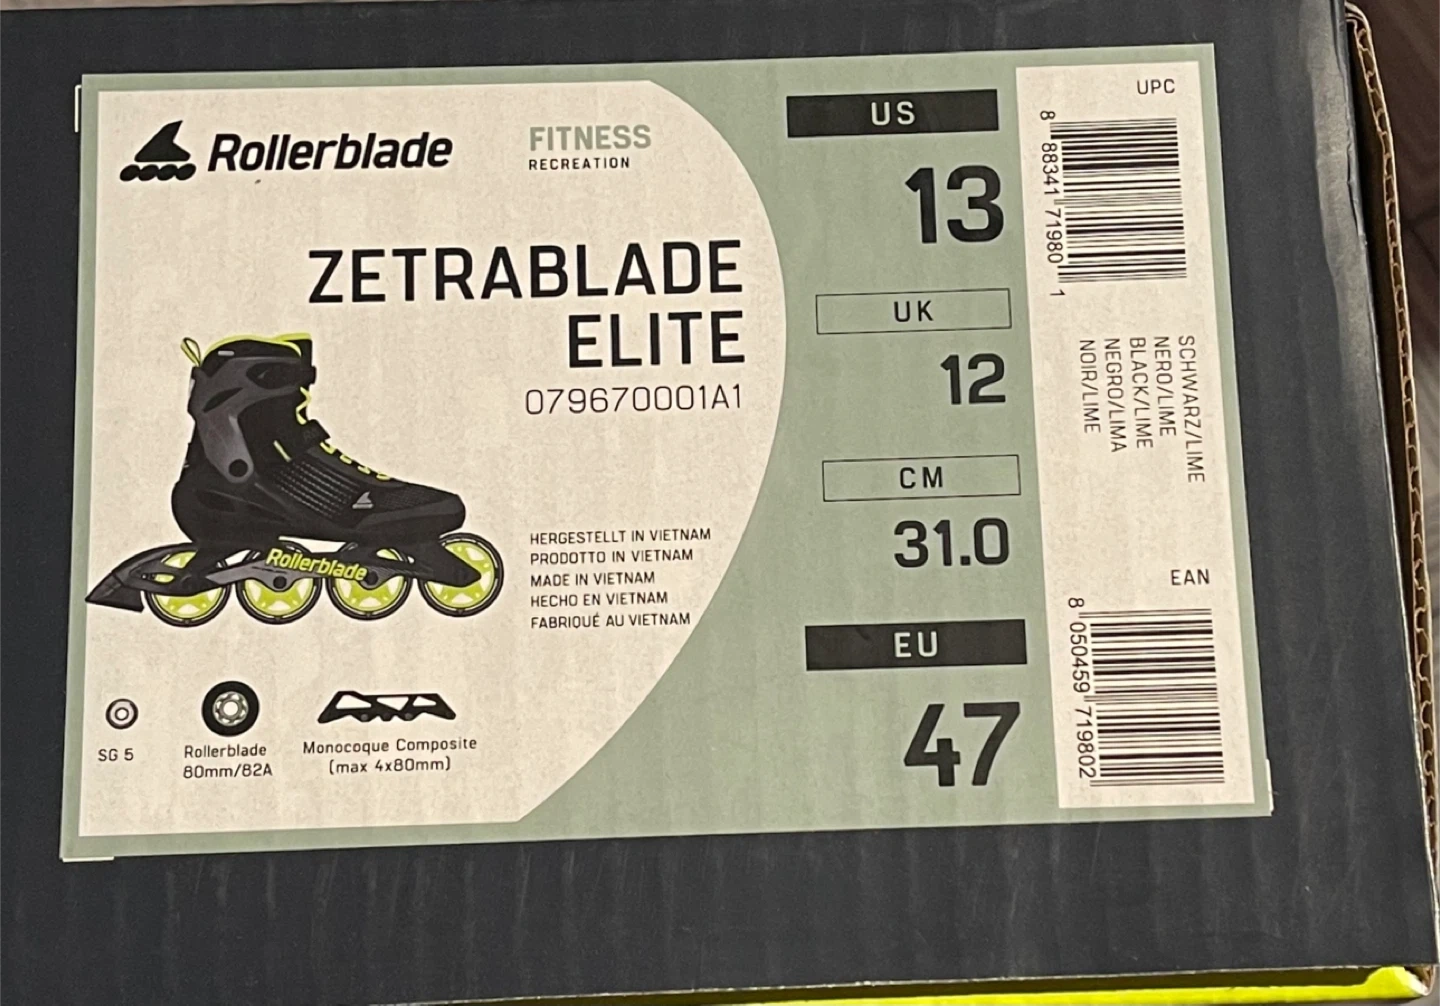 Rollerblade
FITNESS
RECREATION
ZETRABLADE
ELITE
079670001A1
Rollerblade
HERGESTELLT IN VIETNAM
PRODOTTO IN VIETNAM
MADE IN VIETNAM
HECHO EN VIETNAM
FABRIQUÉ AU VIETNAM
SG 5
Rollerblade
80mm/82A
Monocoque Composite
(max 4x80mm)
US
13
UK
12
CM
31.0
EU
47
UPC
8 88341 71980 1
SCHWARZ/LIME
NERO/LIME
BLACK/LIME
NEGRO/LIMA
NOIR/LIME
EAN
8 050459 719802